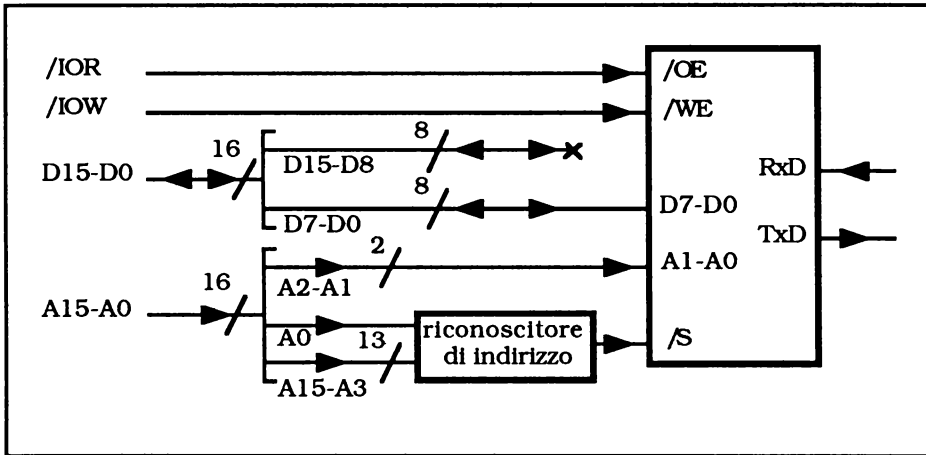 /IOR
/OE
/IOW
/WE
8
16
D15-D8
D15-D0
RxD
8
D7-D0
D7-D0
TxD
2
A1-A0
16
A2-A1
A15-A0
riconoscitore
di indirizzo
A0
13
/S
A15-A3